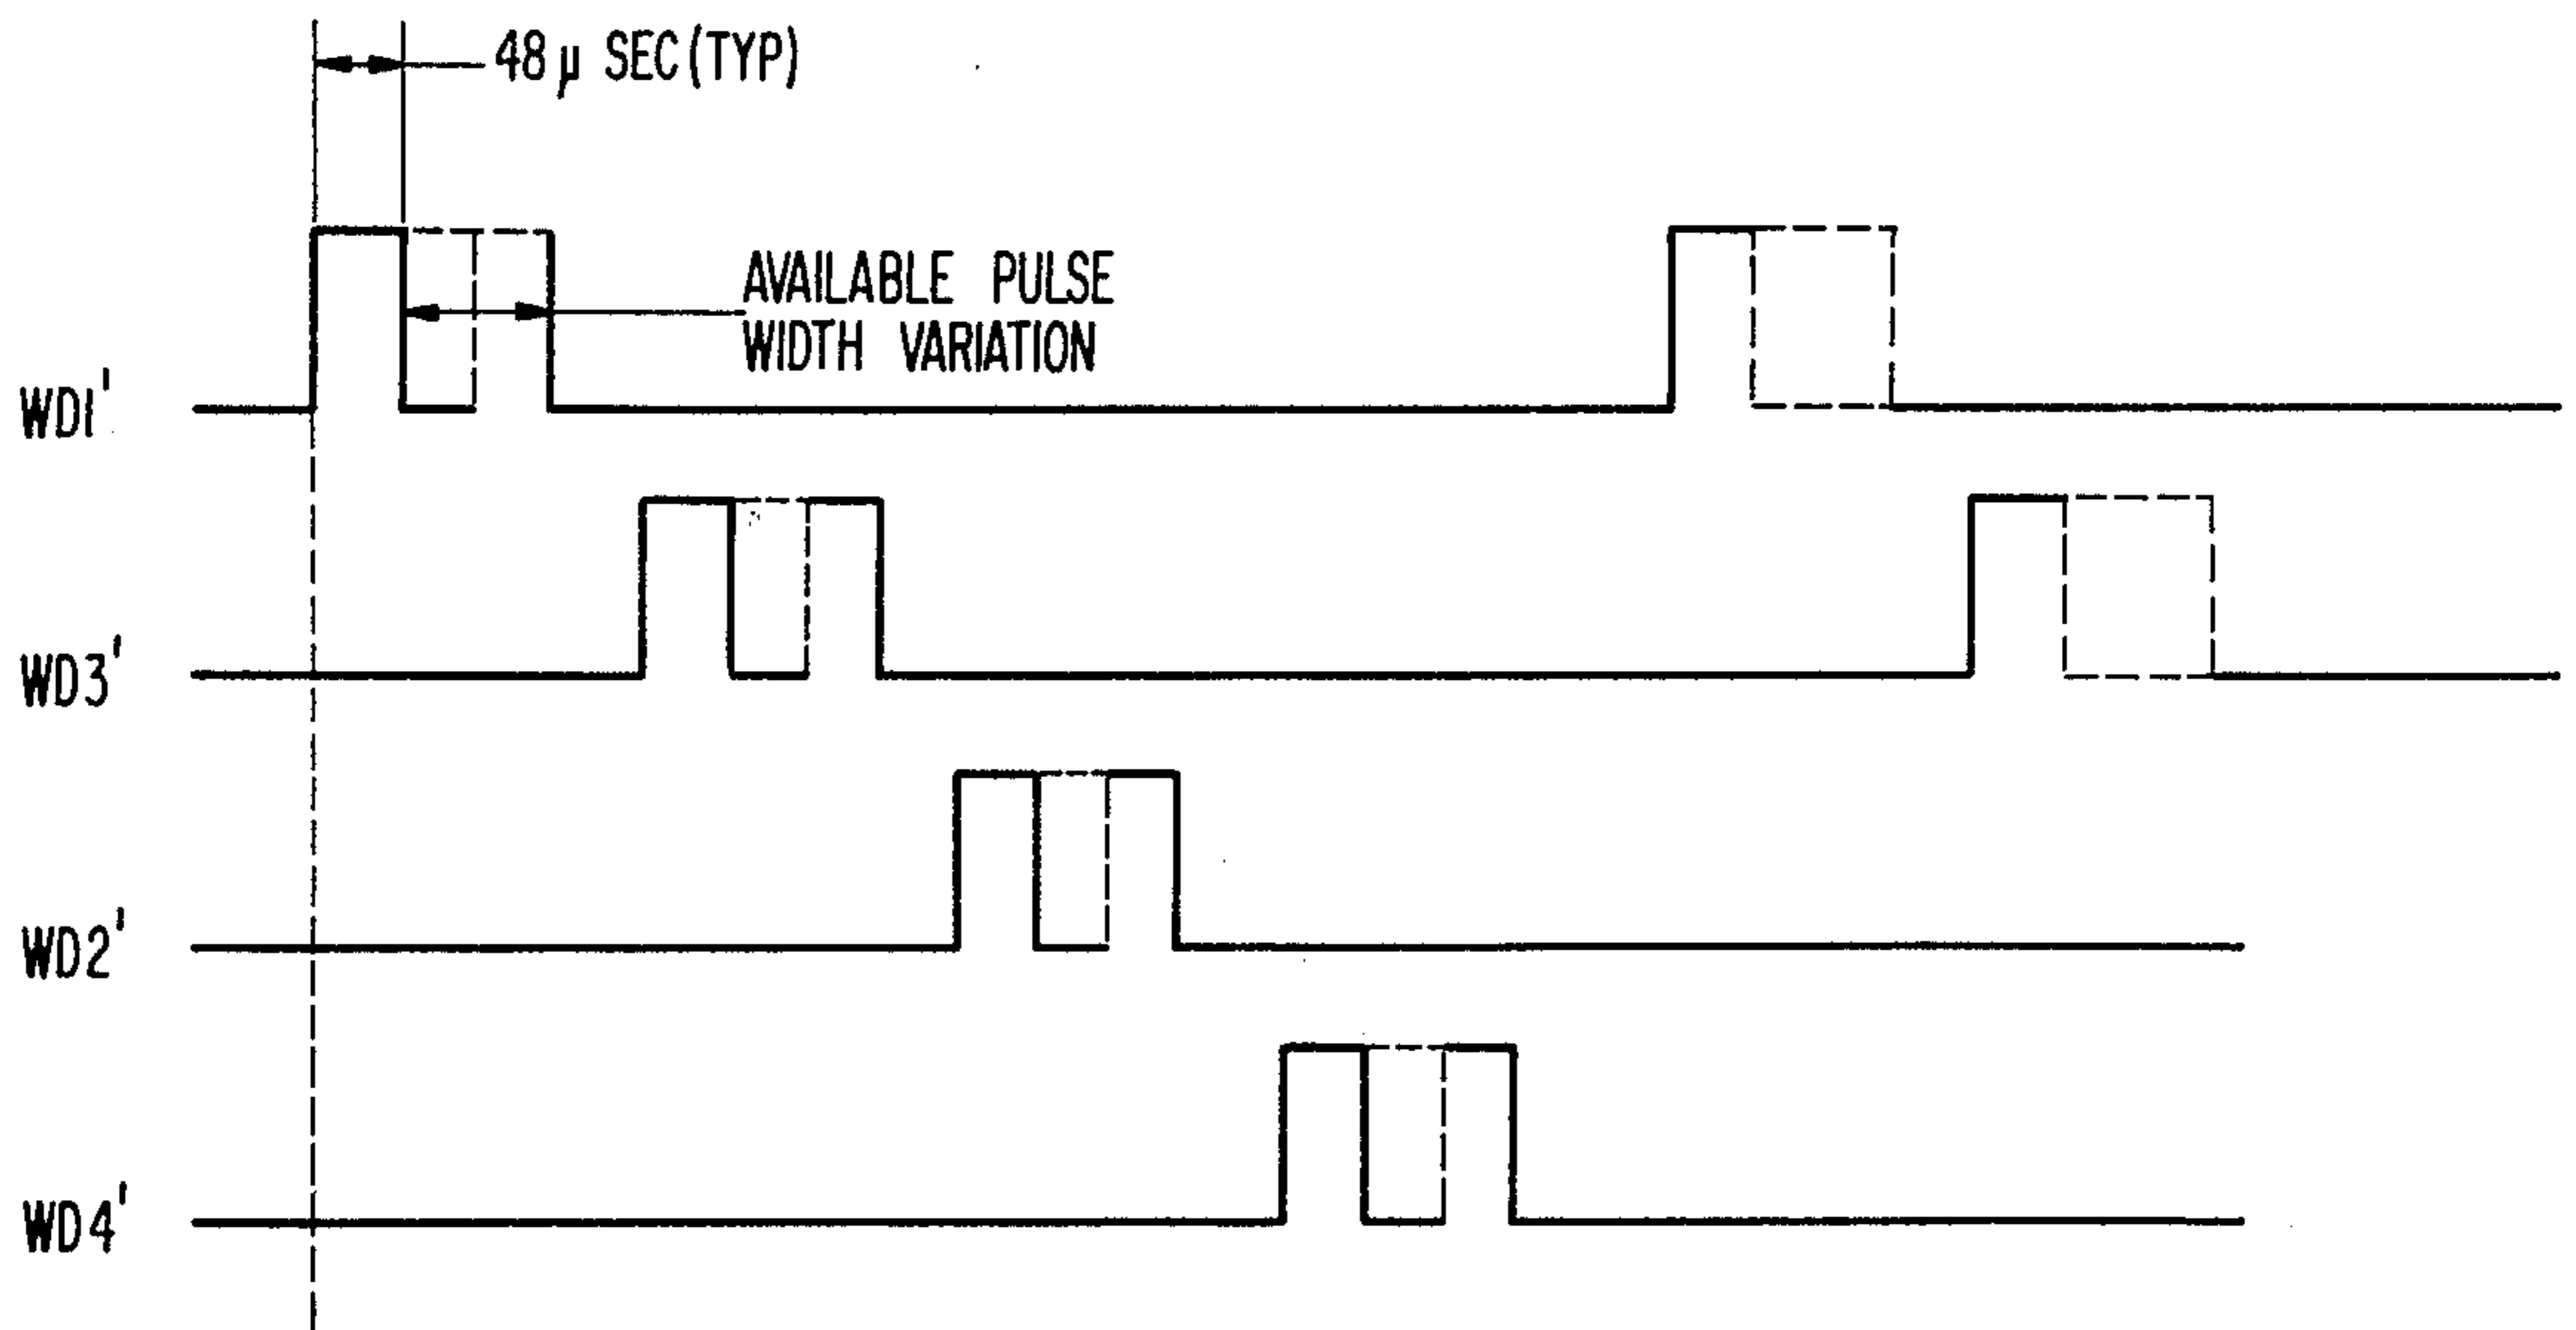 48 μ SEC (TYP)
AVAILABLE PULSE
WIDTH VARIATION
WD1'
WD3'
WD2'
WD4'